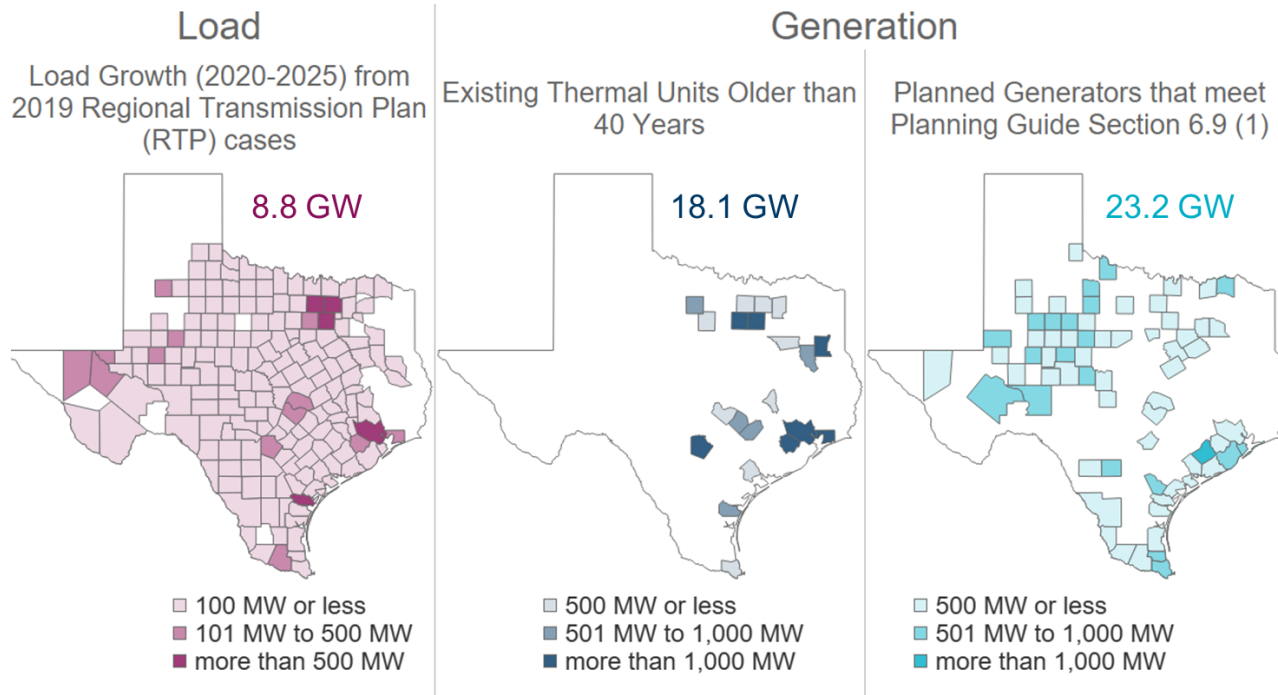 Load
Generation
Load Growth (2020-2025) from
2019 Regional Transmission Plan
(RTP) cases
Existing Thermal Units Older than
40 Years
Planned Generators that meet
Planning Guide Section 6.9 (1)
8.8 GW
18.1 GW
23.2 GW
100 MW or less
101 MW to 500 MW
more than 500 MW
500 MW or less
501 MW to 1,000 MW
more than 1,000 MW
500 MW or less
501 MW to 1,000 MW
more than 1,000 MW